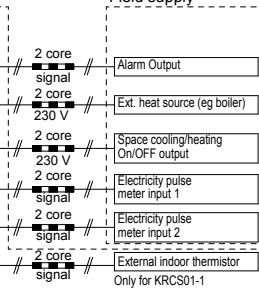 2 core
signal
Alarm Output
2 core
230 V
Ext. heat source (eg boiler)
2 core
230 V
Space cooling/heating
On/OFF output
2 core
signal
Electricity pulse
meter input 1
2 core
signal
Electricity pulse
meter input 2
2 core
signal
External indoor thermistor
Only for KRCS01-1